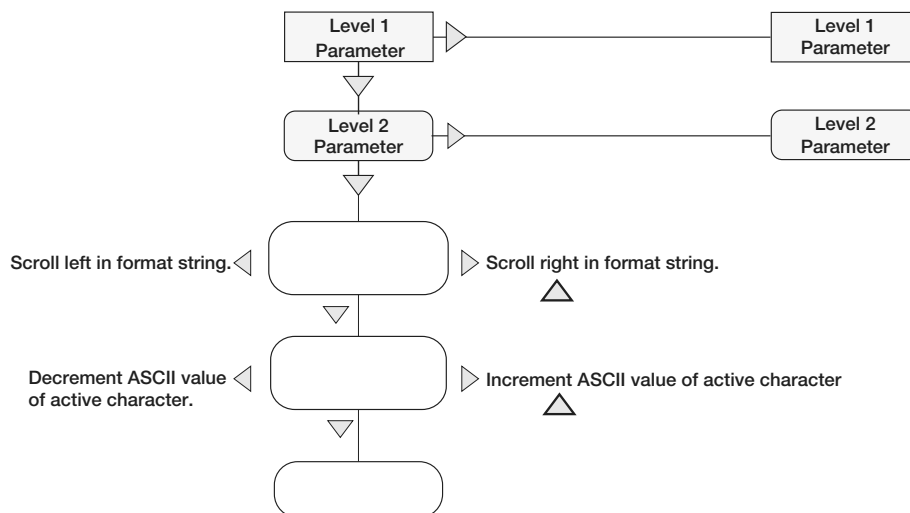 Level 1
Parameter
Level 1
Parameter
Level 2
Parameter
Level 2
Parameter
Scroll left in format string.
Scroll right in format string.
Decrement ASCII value
of active character.
Increment ASCII value of active character